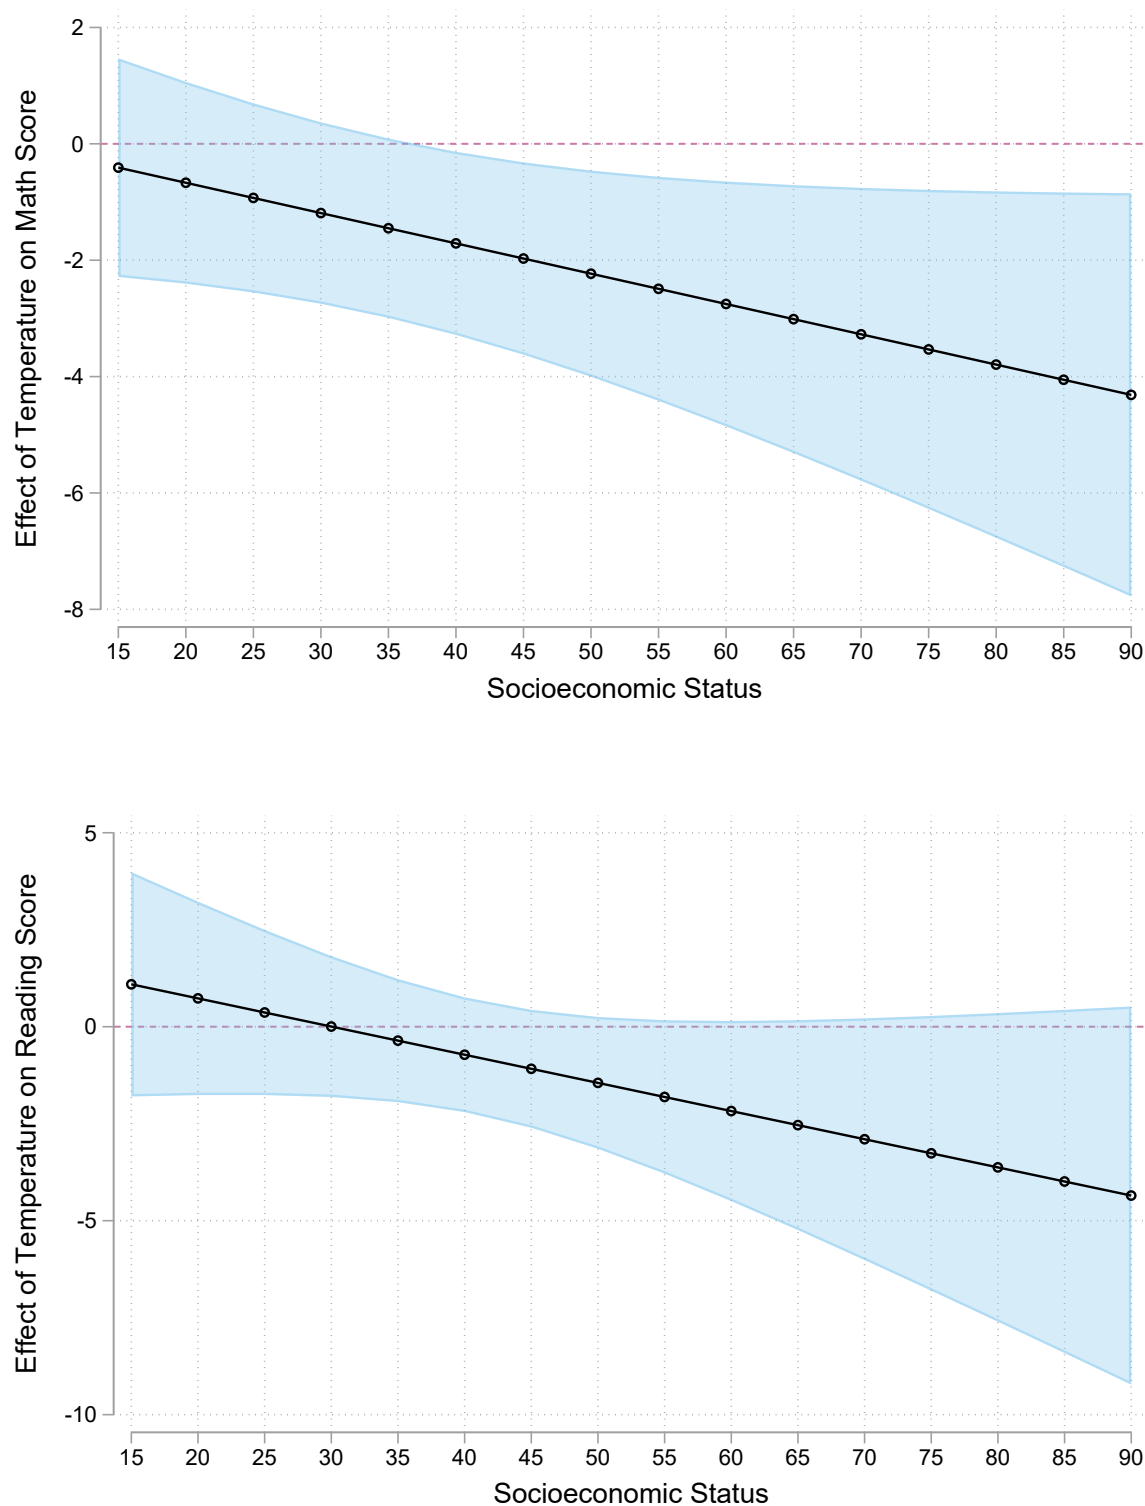 Effect of Temperature on Math Score
2
0
-2
-4
-6
-8
15 20 25 30 35 40 45 50 55 60 65 70 75 80 85 90
Socioeconomic Status
Effect of Temperature on Reading Score
5
0
-5
-10
15 20 25 30 35 40 45 50 55 60 65 70 75 80 85 90
Socioeconomic Status